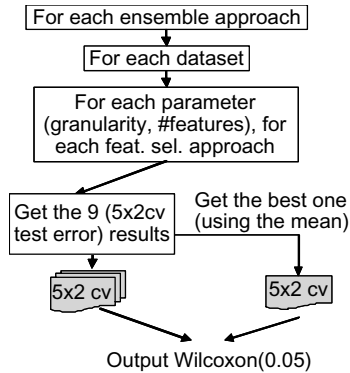 For each ensemble approach
For each dataset
For each parameter
(granularity, #features), for
each feat. sel. approach
Get the 9 (5x2cv
test error) results
Get the best one
(using the mean)
5x2 cv
5x2 cv
Output Wilcoxon(0.05)